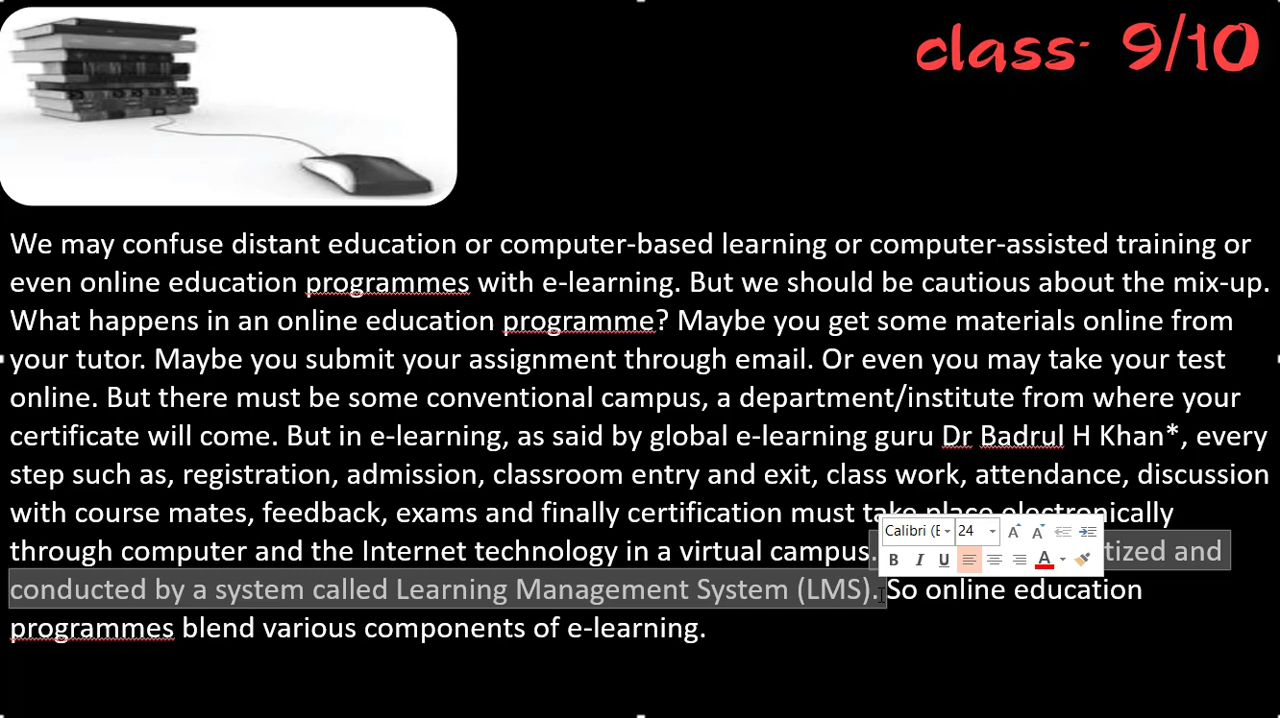 class- 9/10
We may confuse distant education or computer-based learning or computer-assisted training or
even online education programmes with e-learning. But we should be cautious about the mix-up.
What happens in an online education programme? Maybe you get some materials online from
your tutor. Maybe you submit your assignment through email. Or even you may take your test
online. But there must be some conventional campus, a department/institute from where your
certificate will come. But in e-learning, as said by global e-learning guru Dr Badrul H Khan*, every
step such as, registration, admission, classroom entry and exit, class work, attendance, discussion
with course mates, feedback, exams and finally certification must take place electronically
Calibri (E 24
through computer and the Internet technology in a virtual campus. tized and
B I U A
conducted by a system called Learning Management System (LMS). So online education
programmes blend various components of e-learning.